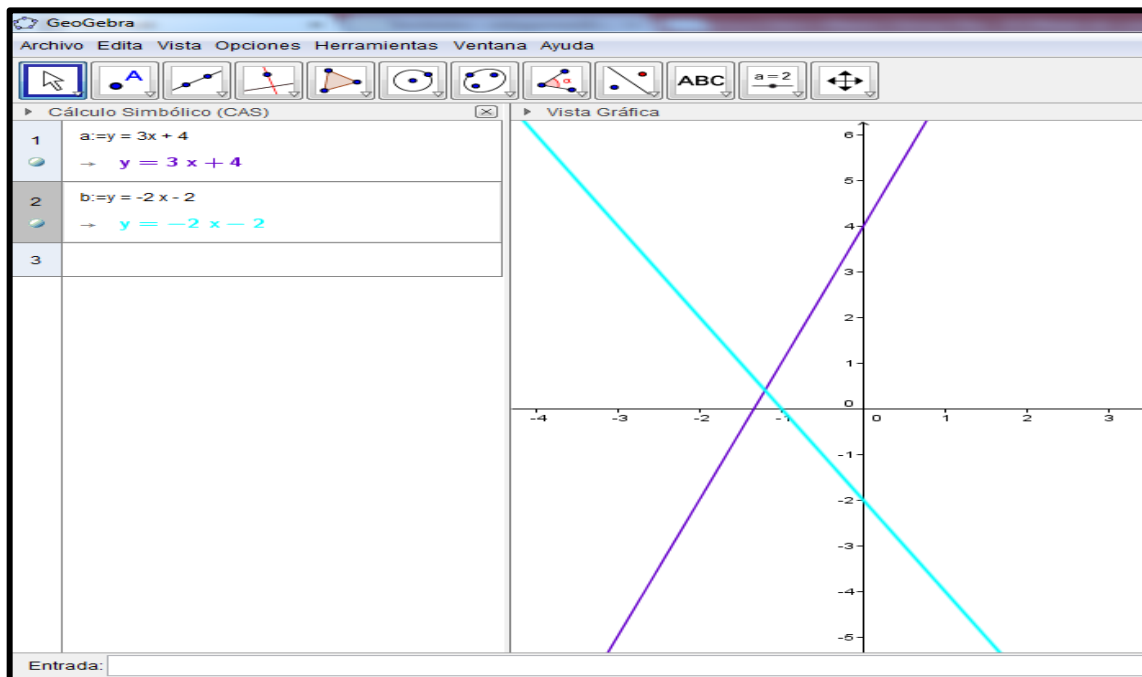 GeoGebra
Archivo Edita Vista Opciones Herramientas Ventana Ayuda
A
α
ABC
a = 2
Cálculo Simbólico (CAS)
1
a:=y = 3x + 4
→ y = 3 x + 4
2
b:=y = -2 x - 2
→ y = −2 x − 2
3
Vista Gráfica
6
5
4
3
2
1
0
-4 -3 -2 -1 0 1 2 3
-1
-2
-3
-4
-5
Entrada: